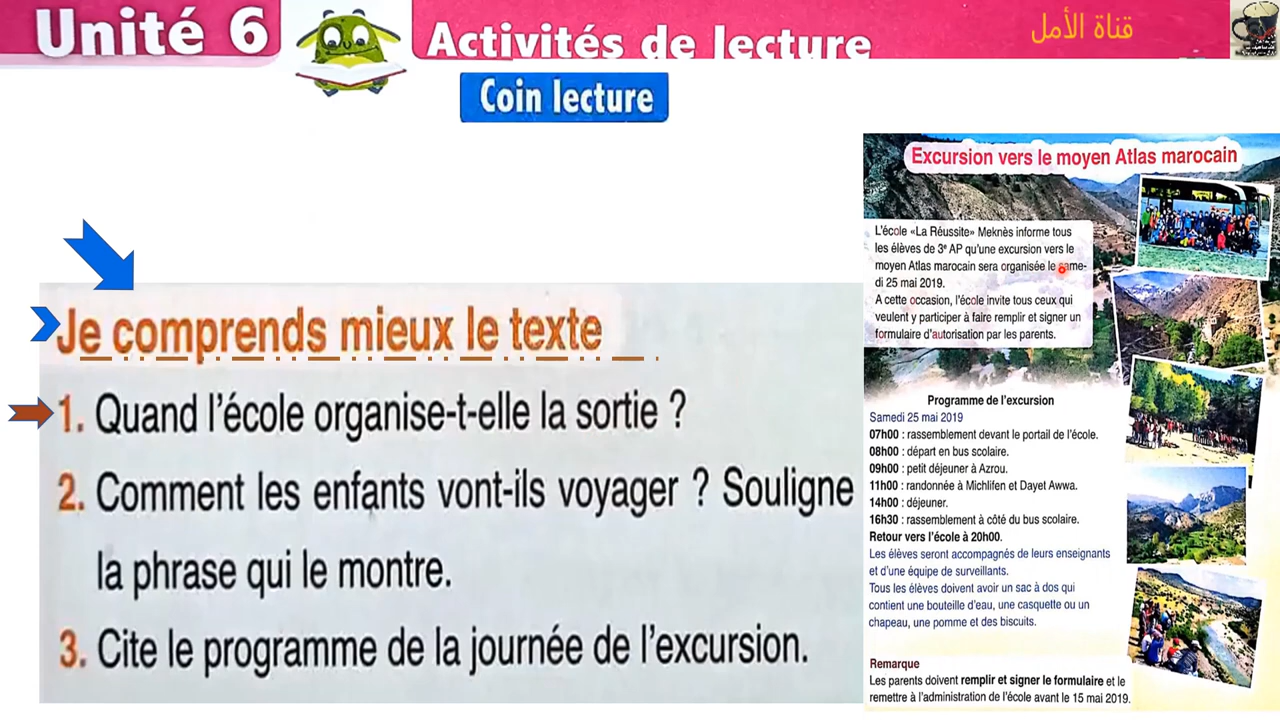 Unité 6
Activités de lecture
قناة الأمل
Coin lecture
Je comprends mieux le texte
1. Quand l'école organise-t-elle la sortie ?
2. Comment les enfants vont-ils voyager ? Souligne
la phrase qui le montre.
3. Cite le programme de la journée de l'excursion.
Excursion vers le moyen Atlas marocain
L'école «La Réussite» Meknès informe tous
les élèves de 3e AP qu'une excursion vers le
moyen Atlas marocain sera organisée le same-
di 25 mai 2019.
A cette occasion, l'école invite tous ceux qui
veulent y participer à faire remplir et signer un
formulaire d'autorisation par les parents.
Programme de l'excursion
Samedi 25 mai 2019
07h00 : rassemblement devant le portail de l'école.
08h00 : départ en bus scolaire.
09h00 : petit déjeuner à Azrou.
11h00 : randonnée à Michlifen et Dayet Awwa.
14h00 : déjeuner.
16h30 : rassemblement à côté du bus scolaire.
Retour vers l'école à 20h00.
Les élèves seront accompagnés de leurs enseignants
et d'une équipe de surveillants.
Tous les élèves doivent avoir un sac à dos qui
contient une bouteille d'eau, une casquette ou un
chapeau, une pomme et des biscuits.
Remarque
Les parents doivent remplir et signer le formulaire et le
remettre à l'administration de l'école avant le 15 mai 2019.